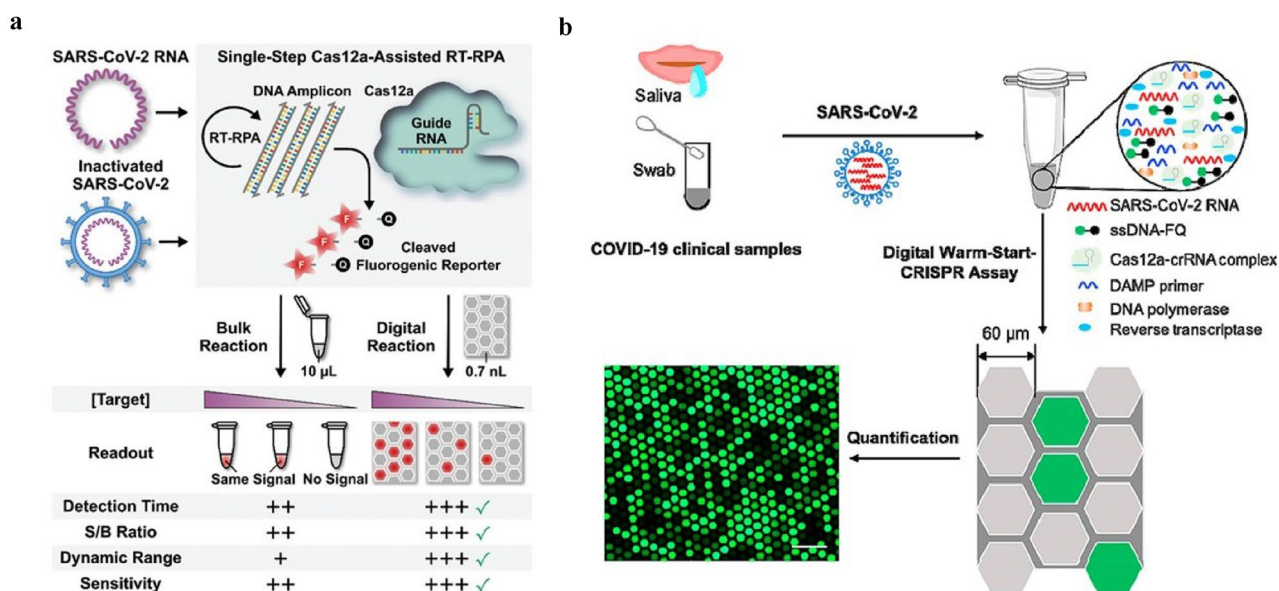 a
SARS-CoV-2 RNA
Single-Step Cas12a-Assisted RT-RPA
DNA Amplicon
Cas12a
RT-RPA
Guide
RNA
Inactivated
SARS-CoV-2
F
Q
F
Q
F
Q
Cleaved
Fluorogenic Reporter
Bulk
Reaction
10 µL
Digital
Reaction
0.7 nL
[Target]
Readout
Same Signal
No Signal
Detection Time ++ +++ ✓
S/B Ratio ++ +++ ✓
Dynamic Range + +++ ✓
Sensitivity ++ +++ ✓
b
Saliva
Swab
COVID-19 clinical samples
SARS-CoV-2
SARS-CoV-2 RNA
ssDNA-FQ
Cas12a-crRNA complex
DAMP primer
DNA polymerase
Reverse transcriptase
Digital Warm-Start-
CRISPR Assay
60 µm
Quantification